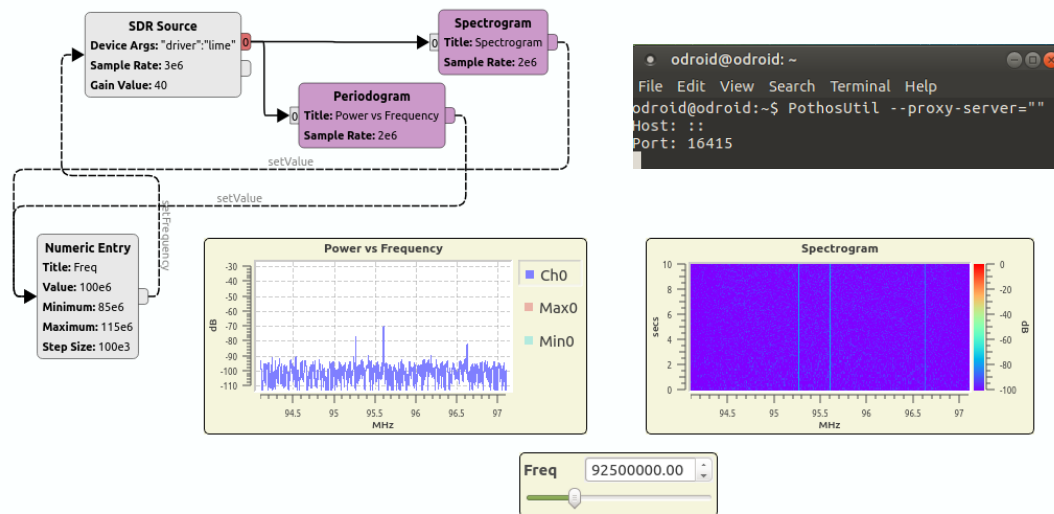 SDR Source
Device Args: "driver":"lime"
Sample Rate: 3e6
Gain Value: 40
0
Spectrogram
0
Title: Spectrogram
Sample Rate: 2e6
Periodogram
0
Title: Power vs Frequency
Sample Rate: 2e6
setValue
setValue
setFrequency
odroid@odroid: ~
File Edit View Search Terminal Help
odroid@odroid:~$ PothosUtil --proxy-server=""
Host: ::
Port: 16415
Numeric Entry
Title: Freq
Value: 100e6
Minimum: 85e6
Maximum: 115e6
Step Size: 100e3
Power vs Frequency
-30
-40
-50
-60
-70
-80
-90
-100
-110
dB
94.5 95 95.5 96 96.5 97
MHz
Ch0
Max0
Min0
Spectrogram
10
8
6
4
2
0
secs
94.5 95 95.5 96 96.5 97
MHz
0
-20
-40
-60
-80
-100
dB
Freq 92500000.00